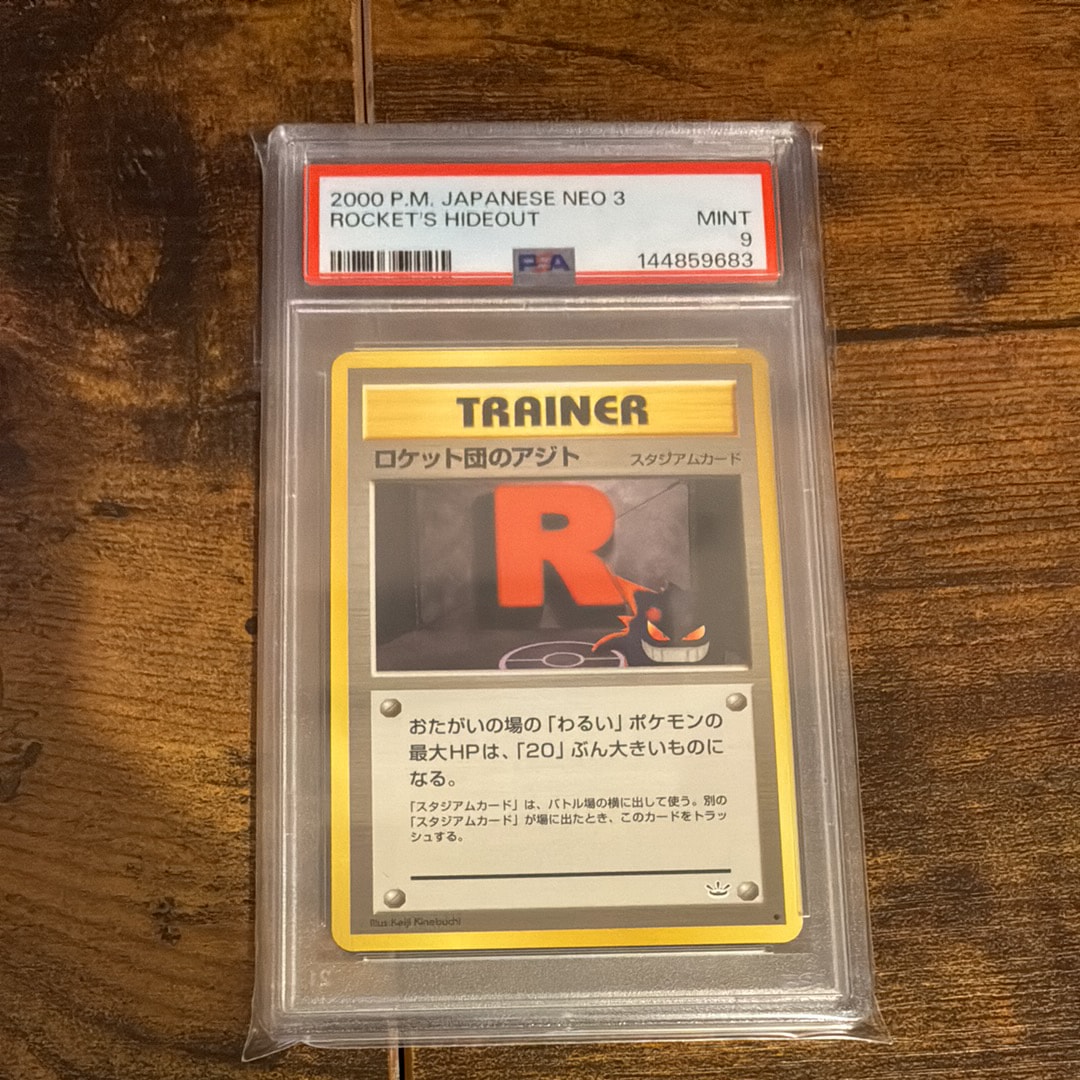 2000 P.M. JAPANESE NEO 3
ROCKET'S HIDEOUT
MINT
9
PSA
144859683
TRAINER
ロケット団のアジト
スタジアムカード
R
おたがいの場の「わるい」ポケモンの
最大HPは、「20」ぶん大きいものに
なる。
「スタジアムカード」は、バトル場の横に出して使う。別の
「スタジアムカード」が場に出たとき、このカードをトラッ
シュする。
Illus. Keiji Kinebuchi